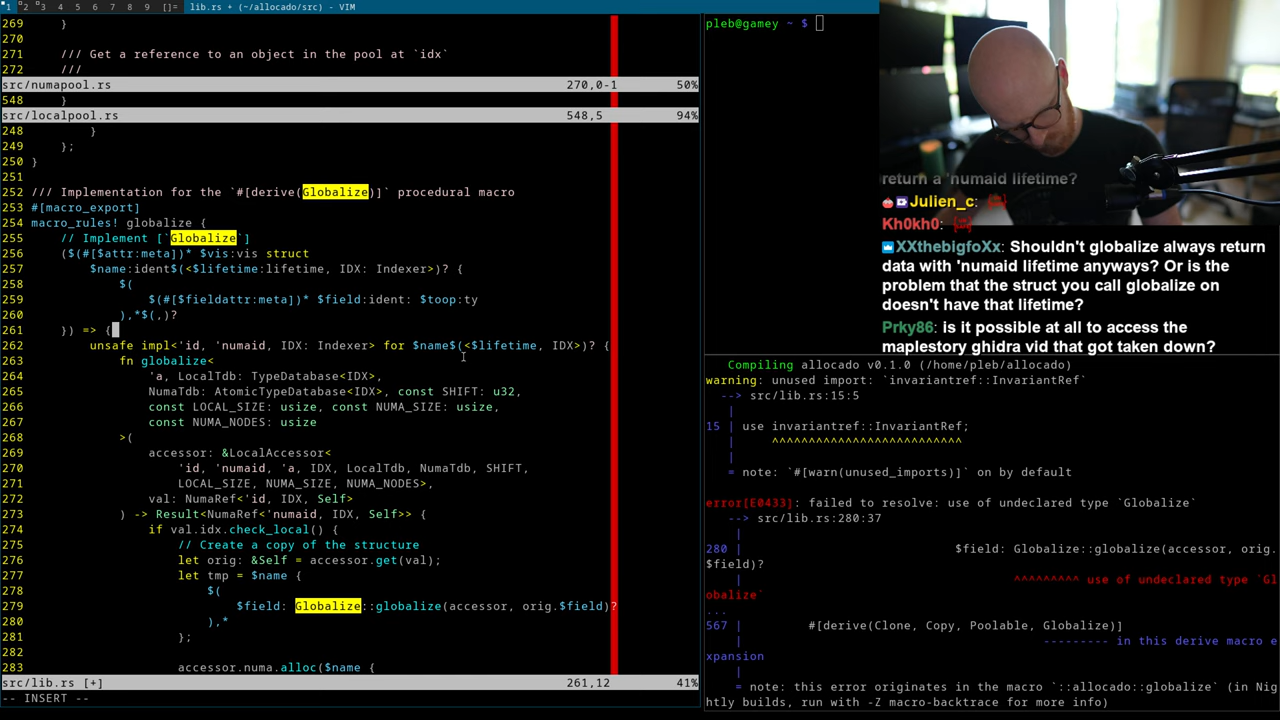 1 2 3 4 5 6 7 8 9 []= lib.rs + (~/allocado/src) - VIM
269     }
270
271     /// Get a reference to an object in the pool at `idx`
272     ///
src/numapool.rs 270,0-1 50%
548     }
src/localpool.rs 548,5 94%
248         }
249     };
250 }
251
252 /// Implementation for the `#[derive(Globalize)]` procedural macro
253 #[macro_export]
254 macro_rules! globalize {
255     // Implement [`Globalize`]
256     ($(#[$attr:meta])* $vis:vis struct
257         $name:ident$(<$lifetime:lifetime, IDX: Indexer>)? {
258             $(
259                 $(#[$fieldattr:meta])* $field:ident: $toop:ty
260             ),*$(,)?
261     }) => {
262         unsafe impl<'id, 'numaid, IDX: Indexer> for $name$(<$lifetime, IDX>)? {
263             fn globalize<
264                 'a, LocalTdb: TypeDatabase<IDX>,
265                 NumaTdb: AtomicTypeDatabase<IDX>, const SHIFT: u32,
266                 const LOCAL_SIZE: usize, const NUMA_SIZE: usize,
267                 const NUMA_NODES: usize
268             >(
269                 accessor: &LocalAccessor<
270                     'id, 'numaid, 'a, IDX, LocalTdb, NumaTdb, SHIFT,
271                     LOCAL_SIZE, NUMA_SIZE, NUMA_NODES>,
272                 val: NumaRef<'id, IDX, Self>
273             ) -> Result<NumaRef<'numaid, IDX, Self>> {
274                 if val.idx.check_local() {
275                     // Create a copy of the structure
276                     let orig: &Self = accessor.get(val);
277                     let tmp = $name {
278                         $(
279                             $field: Globalize::globalize(accessor, orig.$field)?
280                         ),*
281                     };
282
283                     accessor.numa.alloc($name {
src/lib.rs [+] 261,12 41%
-- INSERT --
pleb@gamey ~ $
return a 'numaid lifetime?
Julien_c:
Kh0kh0:
XXthebigfoXx: Shouldn't globalize always return
data with 'numaid lifetime anyways? Or is the
problem that the struct you call globalize on
doesn't have that lifetime?
Prky86: is it possible at all to access the
maplestory ghidra vid that got taken down?
Compiling allocado v0.1.0 (/home/pleb/allocado)
warning: unused import: `invariantref::InvariantRef`
--> src/lib.rs:15:5
|
15 | use invariantref::InvariantRef;
|     ^^^^^^^^^^^^^^^^^^^^^^^^^^
|
= note: `#[warn(unused_imports)]` on by default
error[E0433]: failed to resolve: use of undeclared type `Globalize`
--> src/lib.rs:280:37
|
280 |                             $field: Globalize::globalize(accessor, orig.
$field)?
|                                     ^^^^^^^^^ use of undeclared type `Gl
obalize`
...
567 |         #[derive(Clone, Copy, Poolable, Globalize)]
|                                         --------- in this derive macro e
xpansion
|
= note: this error originates in the macro `::allocado::globalize` (in Nig
htly builds, run with -Z macro-backtrace for more info)